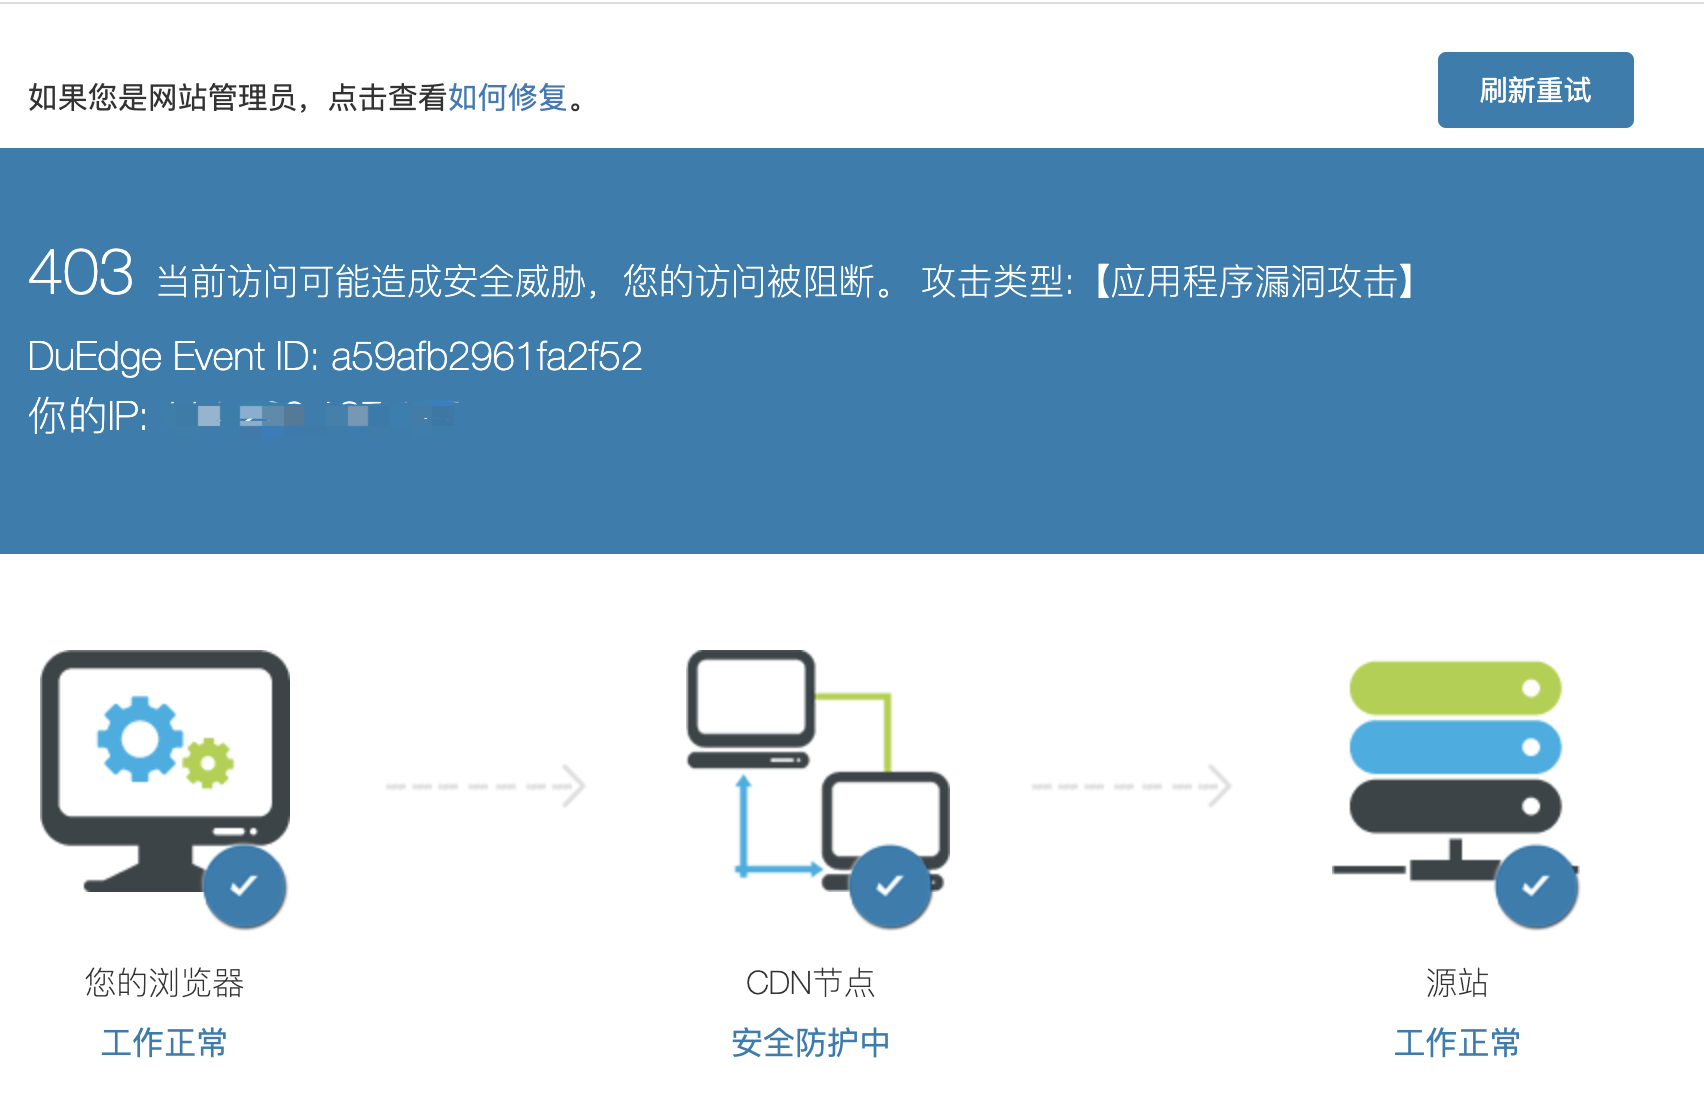 如果您是网站管理员，点击查看如何修复。
刷新重试
403 当前访问可能造成安全威胁，您的访问被阻断。 攻击类型:【应用程序漏洞攻击】
DuEdge Event ID: a59afb2961fa2f52
你的IP:
您的浏览器
CDN节点
源站
工作正常
安全防护中
工作正常